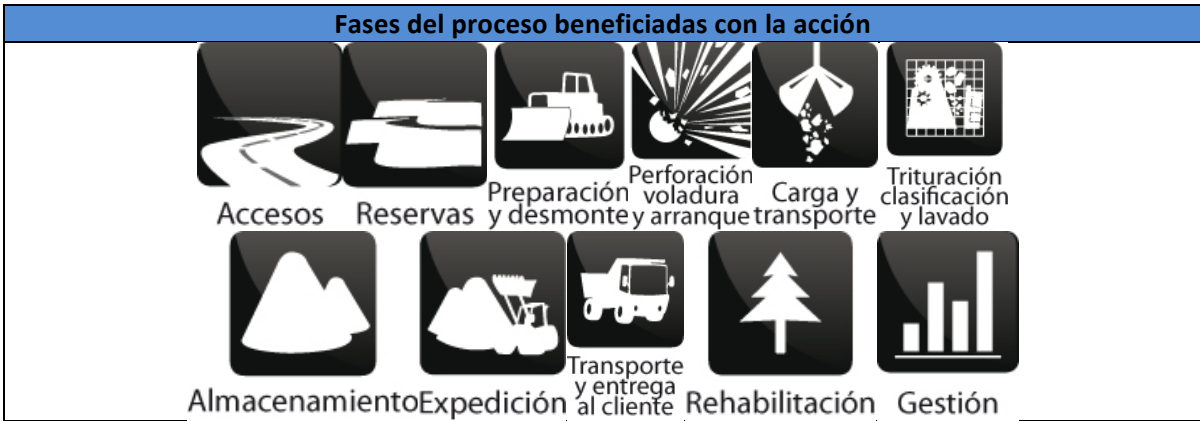 Fases del proceso beneficiadas con la acción
Accesos
Reservas
Preparación
y desmonte
Perforación
voladura
y arranque
Carga y
transporte
Trituración
clasificación
y lavado
Almacenamiento
Expedición
Transporte
y entrega
al cliente
Rehabilitación
Gestión